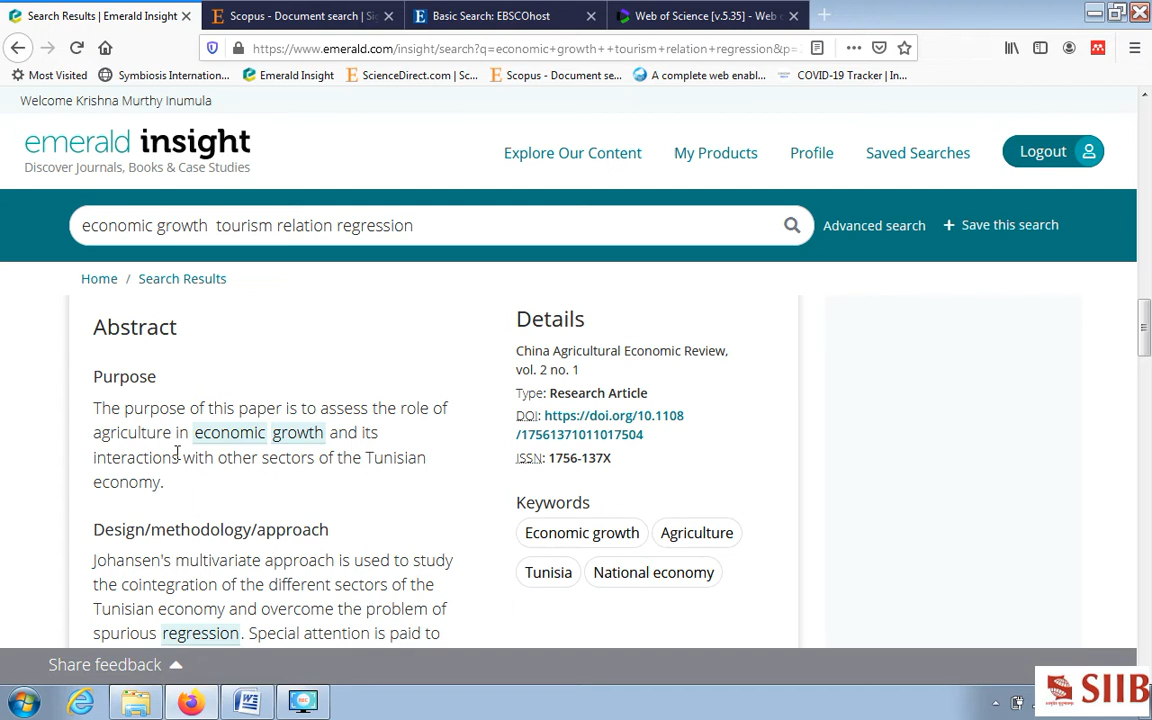 Search Results | Emerald Insight
Scopus - Document search | Sig
Basic Search: EBSCOhost
Web of Science [v.5.35] - Web
https://www.emerald.com/insight/search?q=economic+growth++tourism+relation+regression&p=
Most Visited
Symbiosis Internation...
Emerald Insight
ScienceDirect.com | Sc...
Scopus - Document se...
A complete web enabl...
COVID-19 Tracker | In...
Welcome Krishna Murthy Inumula
emerald insight
Discover Journals, Books & Case Studies
Explore Our Content
My Products
Profile
Saved Searches
Logout
economic growth  tourism relation regression
Advanced search
+ Save this search
Home / Search Results
Abstract
Purpose
The purpose of this paper is to assess the role of
agriculture in economic growth and its
interactions with other sectors of the Tunisian
economy.
Design/methodology/approach
Johansen's multivariate approach is used to study
the cointegration of the different sectors of the
Tunisian economy and overcome the problem of
spurious regression. Special attention is paid to
Details
China Agricultural Economic Review,
vol. 2 no. 1
Type: Research Article
DOI: https://doi.org/10.1108
/17561371011017504
ISSN: 1756-137X
Keywords
Economic growth
Agriculture
Tunisia
National economy
Share feedback
SIIB